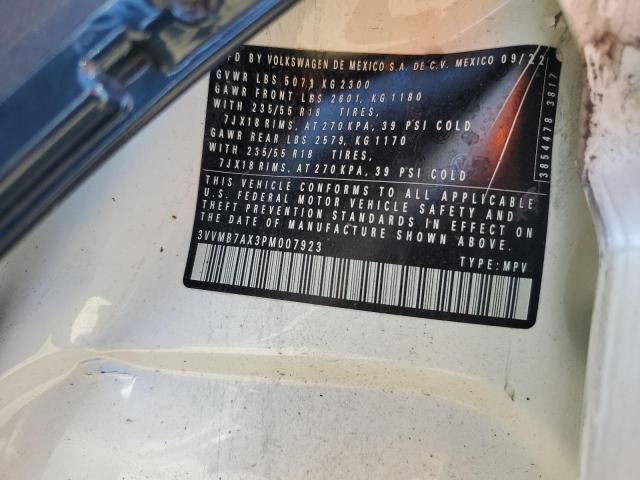 FD BY VOLKSWAGEN DE MEXICO S.A. DE C.V. MEXICO 09/22
GVWR LBS 5071 KG 2300
GAWR FRONT LBS 2601, KG 1180
WITH 235/55 R18 TIRES,
7JX18 RIMS, AT 270 KPA, 39 PSI COLD
GAWR REAR LBS 2579, KG 1170
WITH 235/55 R18 TIRES,
7JX18 RIMS, AT 270 KPA, 39 PSI COLD
THIS VEHICLE CONFORMS TO ALL APPLICABLE
U.S. FEDERAL MOTOR VEHICLE SAFETY AND
THEFT PREVENTION STANDARDS IN EFFECT ON
THE DATE OF MANUFACTURE SHOWN ABOVE.
3VVMB7AX3PM007923
TYPE: MPV
3854478 3817